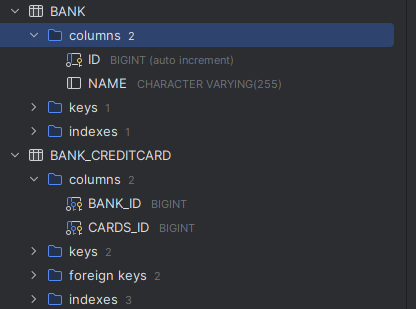 BANK
columns 2
ID BIGINT (auto increment)
NAME CHARACTER VARYING(255)
keys 1
indexes 1
BANK_CREDITCARD
columns 2
BANK_ID BIGINT
CARDS_ID BIGINT
keys 2
foreign keys 2
indexes 3